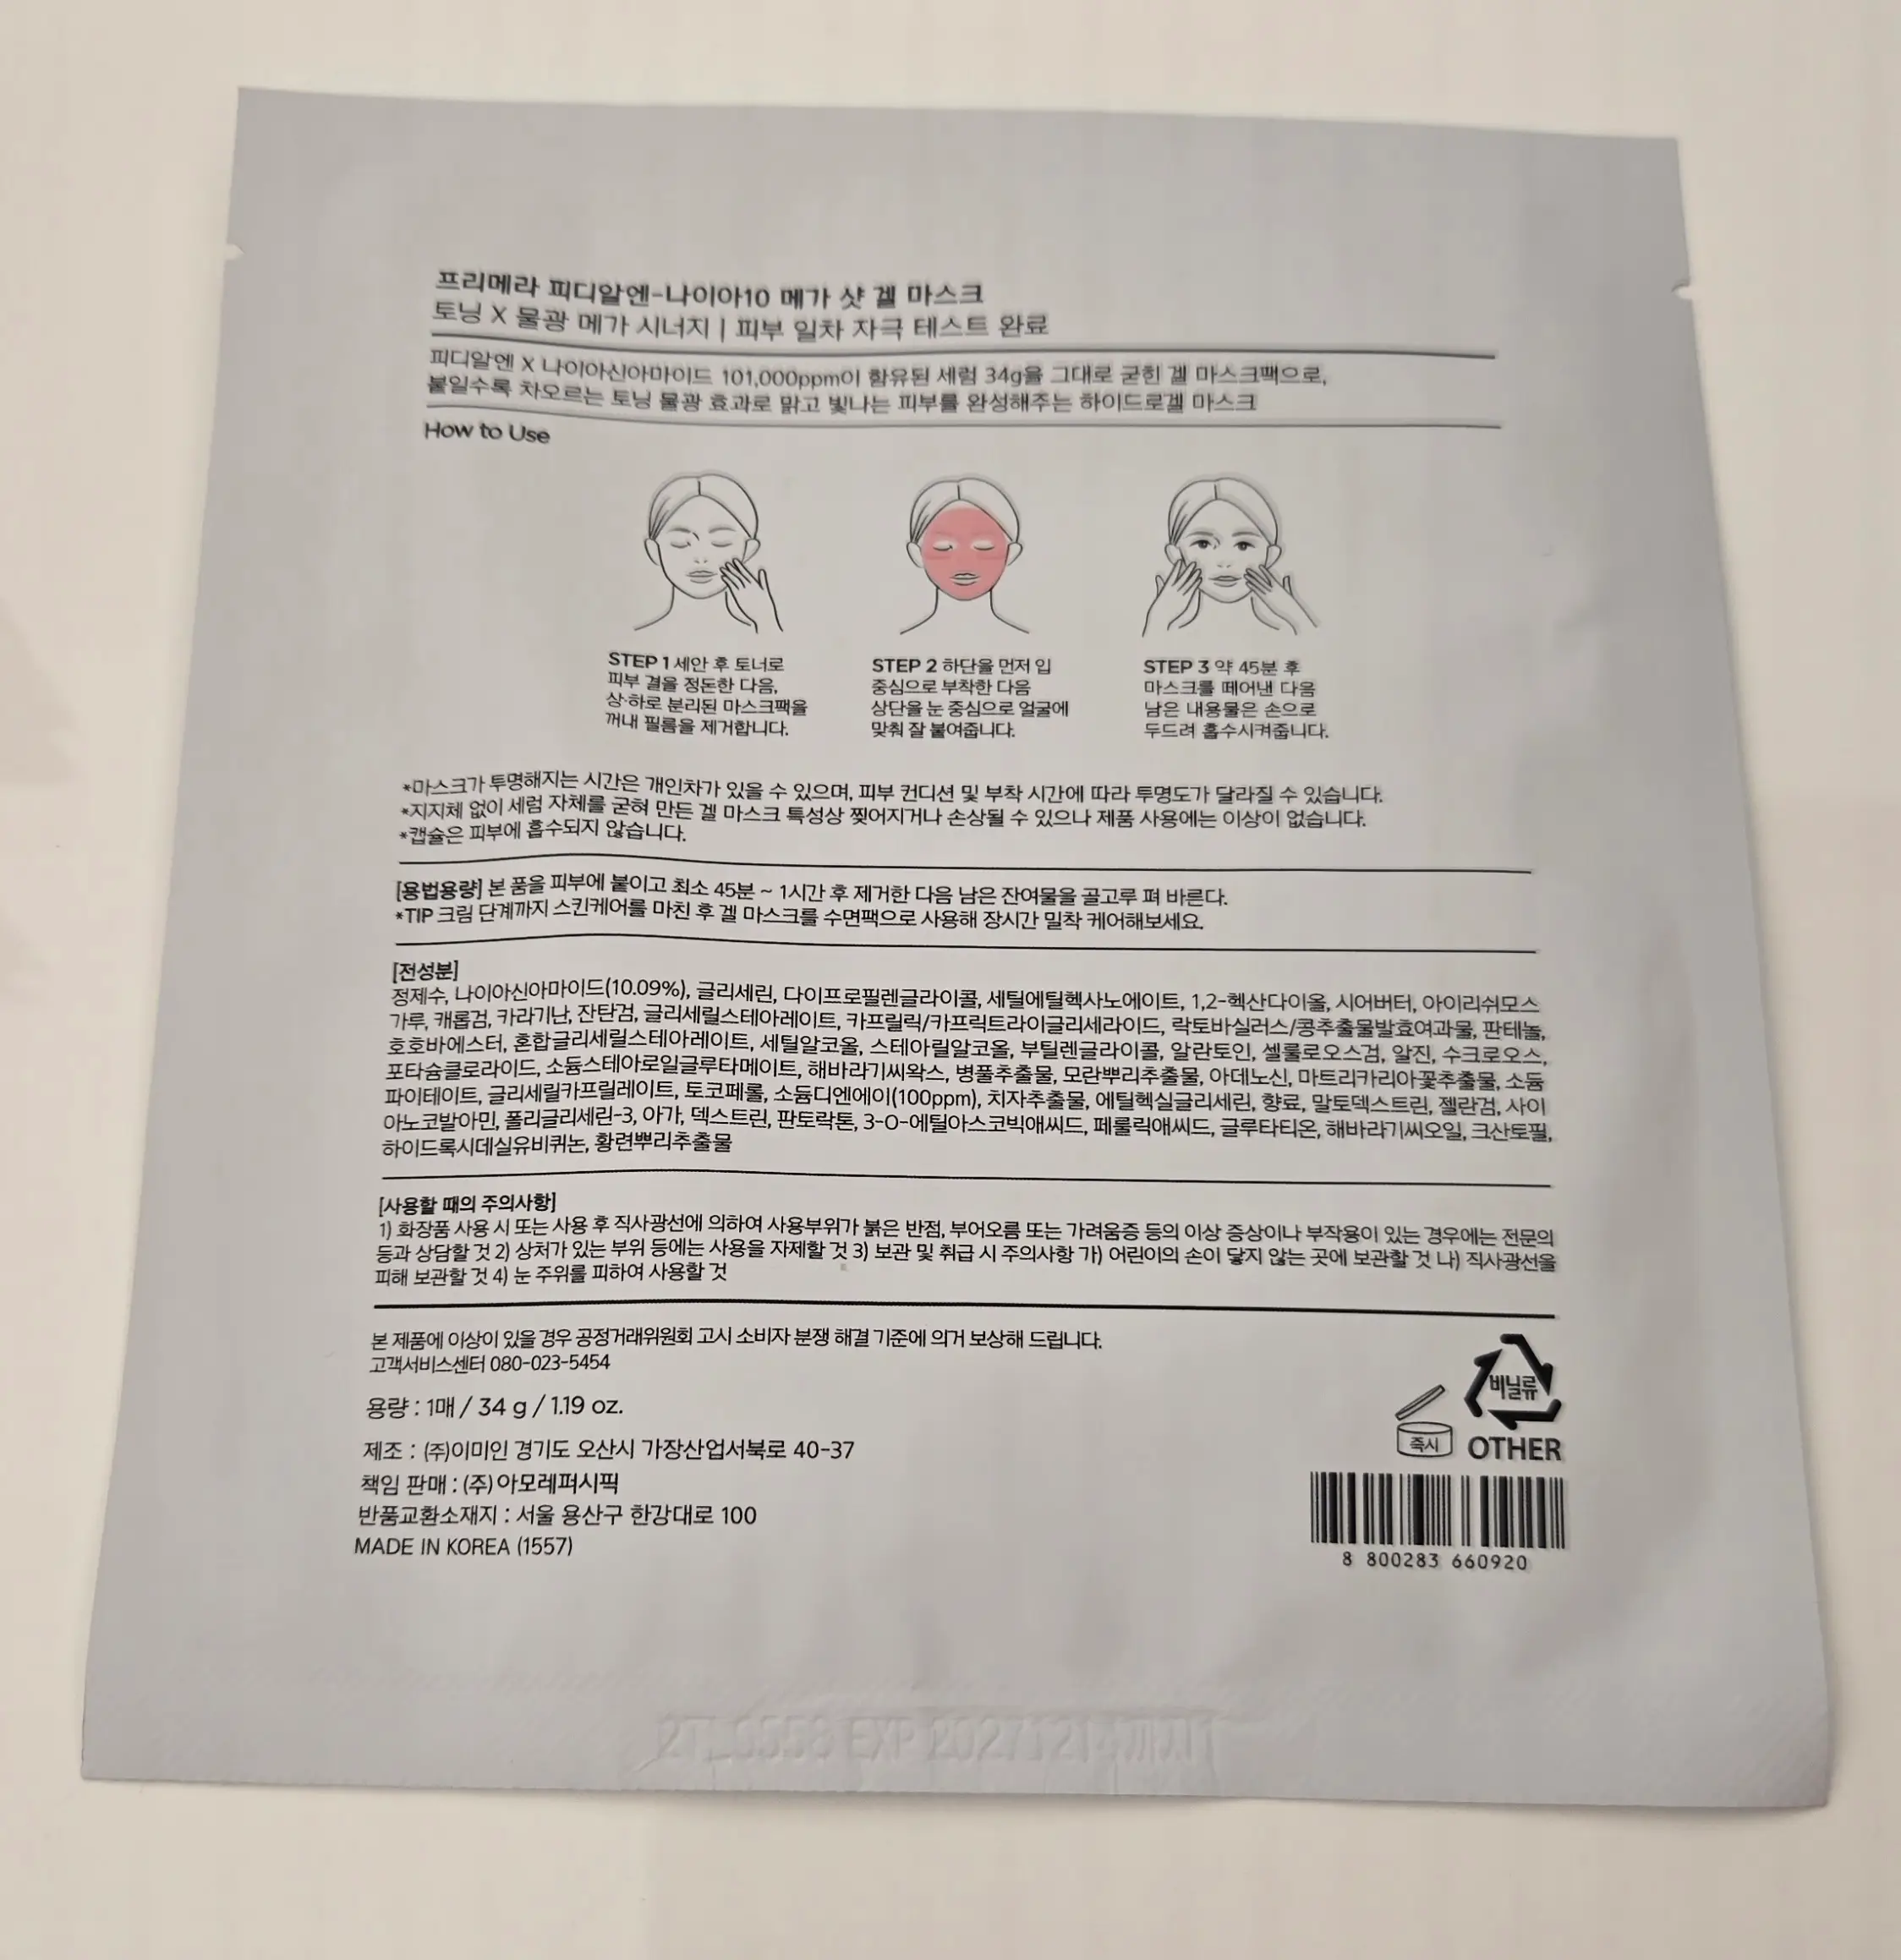 프리메라 피디알엔-나이아10 메가 샷 겔 마스크
토닝 X 물광 메가 시너지 | 피부 일차 자극 테스트 완료
피디알엔 X 나이아신아마이드 101,000ppm이 함유된 세럼 34g을 그대로 굳힌 겔 마스크팩으로,
붙일수록 차오르는 토닝 물광 효과로 맑고 빛나는 피부를 완성해주는 하이드로겔 마스크
How to Use
STEP 1 세안 후 토너로
피부 결을 정돈한 다음,
상·하로 분리된 마스크팩을
꺼내 필름을 제거합니다.
STEP 2 하단을 먼저 입
중심으로 부착한 다음
상단을 눈 중심으로 얼굴에
맞춰 잘 붙여줍니다.
STEP 3 약 45분 후
마스크를 떼어낸 다음
남은 내용물은 손으로
두드려 흡수시켜줍니다.
*마스크가 투명해지는 시간은 개인차가 있을 수 있으며, 피부 컨디션 및 부착 시간에 따라 투명도가 달라질 수 있습니다.
*지지체 없이 세럼 자체를 굳혀 만든 겔 마스크 특성상 찢어지거나 손상될 수 있으나 제품 사용에는 이상이 없습니다.
*캡슐은 피부에 흡수되지 않습니다.
[용법용량] 본 품을 피부에 붙이고 최소 45분 ~ 1시간 후 제거한 다음 남은 잔여물을 골고루 펴 바른다.
*TIP 크림 단계까지 스킨케어를 마친 후 겔 마스크를 수면팩으로 사용해 장시간 밀착 케어해보세요.
[전성분]
정제수, 나이아신아마이드(10.09%), 글리세린, 다이프로필렌글라이콜, 세틸에틸헥사노에이트, 1,2-헥산다이올, 시어버터, 아이리쉬모스
가루, 캐롭검, 카라기난, 잔탄검, 글리세릴스테아레이트, 카프릴릭/카프릭트라이글리세라이드, 락토바실러스/콩추출물발효여과물, 판테놀,
호호바에스터, 혼합글리세릴스테아레이트, 세틸알코올, 스테아릴알코올, 부틸렌글라이콜, 알란토인, 셀룰로오스검, 알진, 수크로오스,
포타슘클로라이드, 소듐스테아로일글루타메이트, 해바라기씨왁스, 병풀추출물, 모란뿌리추출물, 아데노신, 마트리카리아꽃추출물, 소듐
파이테이트, 글리세릴카프릴레이트, 토코페롤, 소듐디엔에이(100ppm), 치자추출물, 에틸헥실글리세린, 향료, 말토덱스트린, 젤란검, 사이
아노코발아민, 폴리글리세린-3, 아가, 덱스트린, 판토락톤, 3-O-에틸아스코빅애씨드, 페룰릭애씨드, 글루타티온, 해바라기씨오일, 크산토필,
하이드록시데실유비퀴논, 황련뿌리추출물
[사용할 때의 주의사항]
1) 화장품 사용 시 또는 사용 후 직사광선에 의하여 사용부위가 붉은 반점, 부어오름 또는 가려움증 등의 이상 증상이나 부작용이 있는 경우에는 전문의
등과 상담할 것 2) 상처가 있는 부위 등에는 사용을 자제할 것 3) 보관 및 취급 시 주의사항 가) 어린이의 손이 닿지 않는 곳에 보관할 것 나) 직사광선을
피해 보관할 것 4) 눈 주위를 피하여 사용할 것
본 제품에 이상이 있을 경우 공정거래위원회 고시 소비자 분쟁 해결 기준에 의거 보상해 드립니다.
고객서비스센터 080-023-5454
용량 : 1매 / 34 g / 1.19 oz.
제조 : (주)이미인 경기도 오산시 가장산업서북로 40-37
책임 판매 : (주)아모레퍼시픽
반품교환소재지 : 서울 용산구 한강대로 100
MADE IN KOREA (1557)
비닐류
즉시
OTHER
8 800283 660920